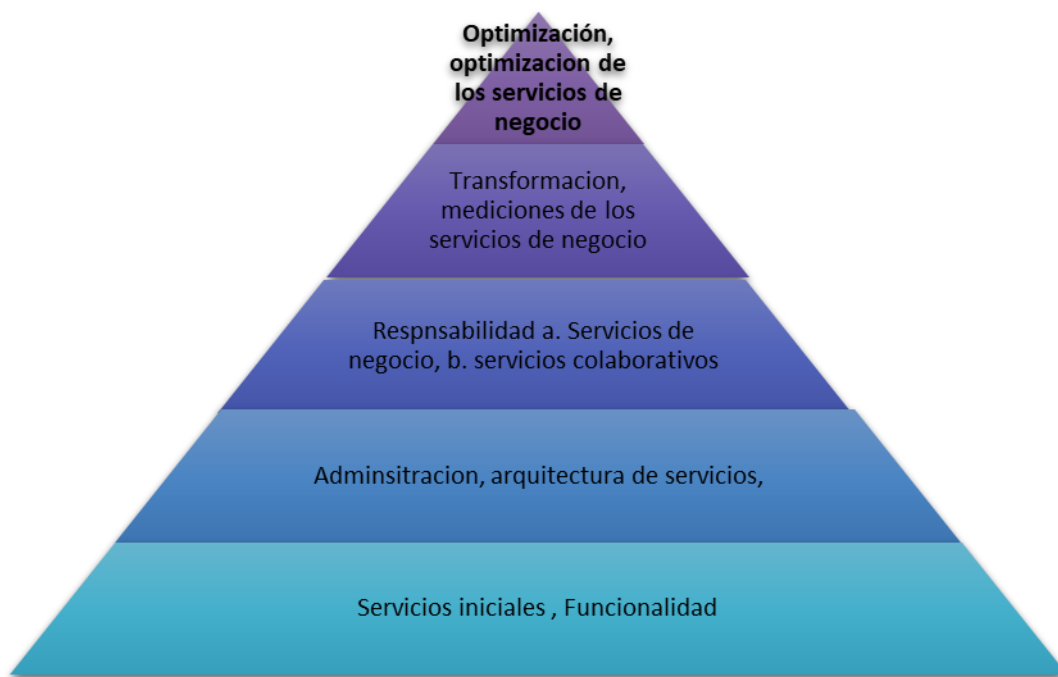 Optimización,
optimizacion de
los servicios de
negocio
Transformacion,
mediciones de los
servicios de negocio
Respnsabilidad a. Servicios de
negocio, b. servicios colaborativos
Adminsitracion, arquitectura de servicios,
Servicios iniciales , Funcionalidad